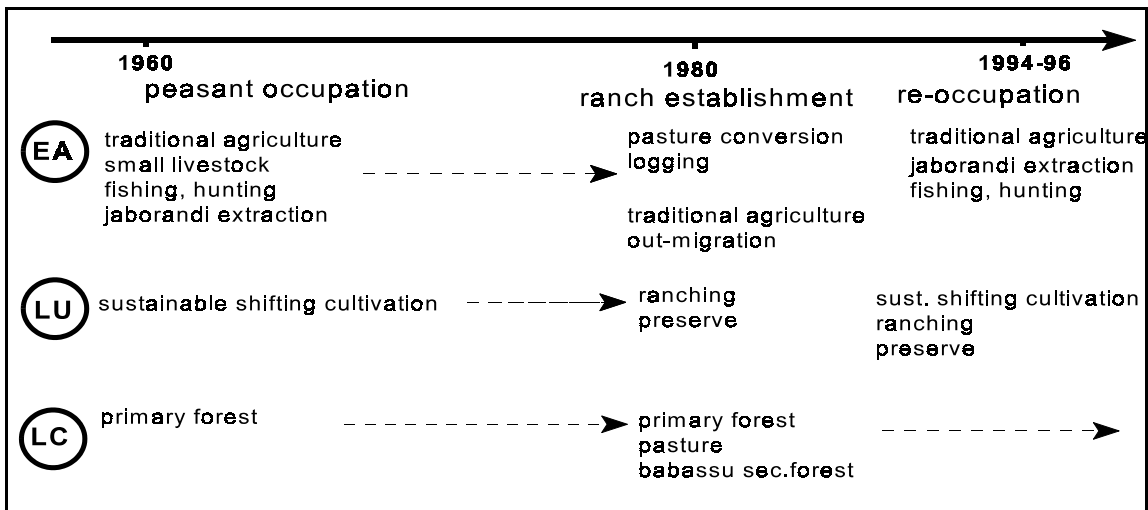 1960
1980
1994-96
peasant occupation
ranch establishment
re-occupation
EA
traditional agriculture
small livestock
fishing, hunting
jaborandi extraction
pasture conversion
logging
traditional agriculture
out-migration
traditional agriculture
jaborandi extraction
fishing, hunting
LU
sustainable shifting cultivation
ranching
preserve
sust. shifting cultivation
ranching
preserve
LC
primary forest
primary forest
pasture
babassu sec.forest